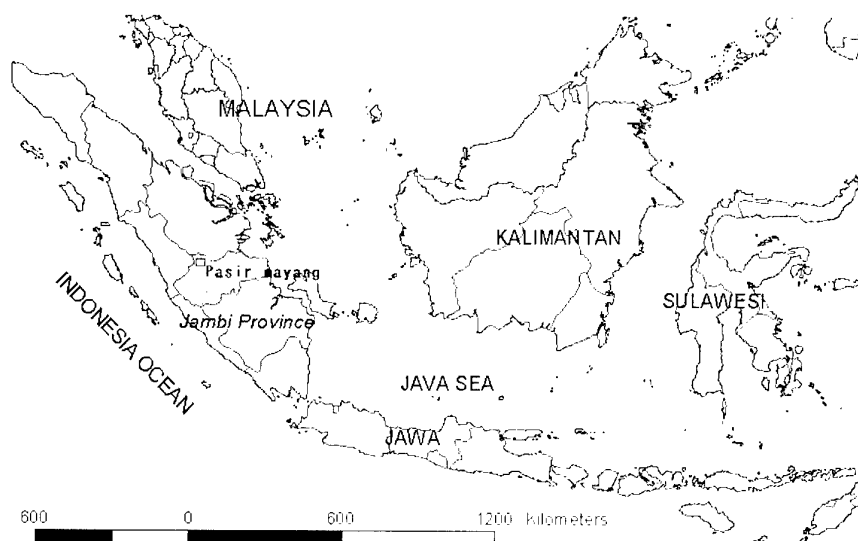 MALAYSIA
KALIMANTAN
Pasir mayang
SULAWESI
Jambi Province
INDONESIA OCEAN
JAVA SEA
JAWA
600 0 600 1200 Kilometers